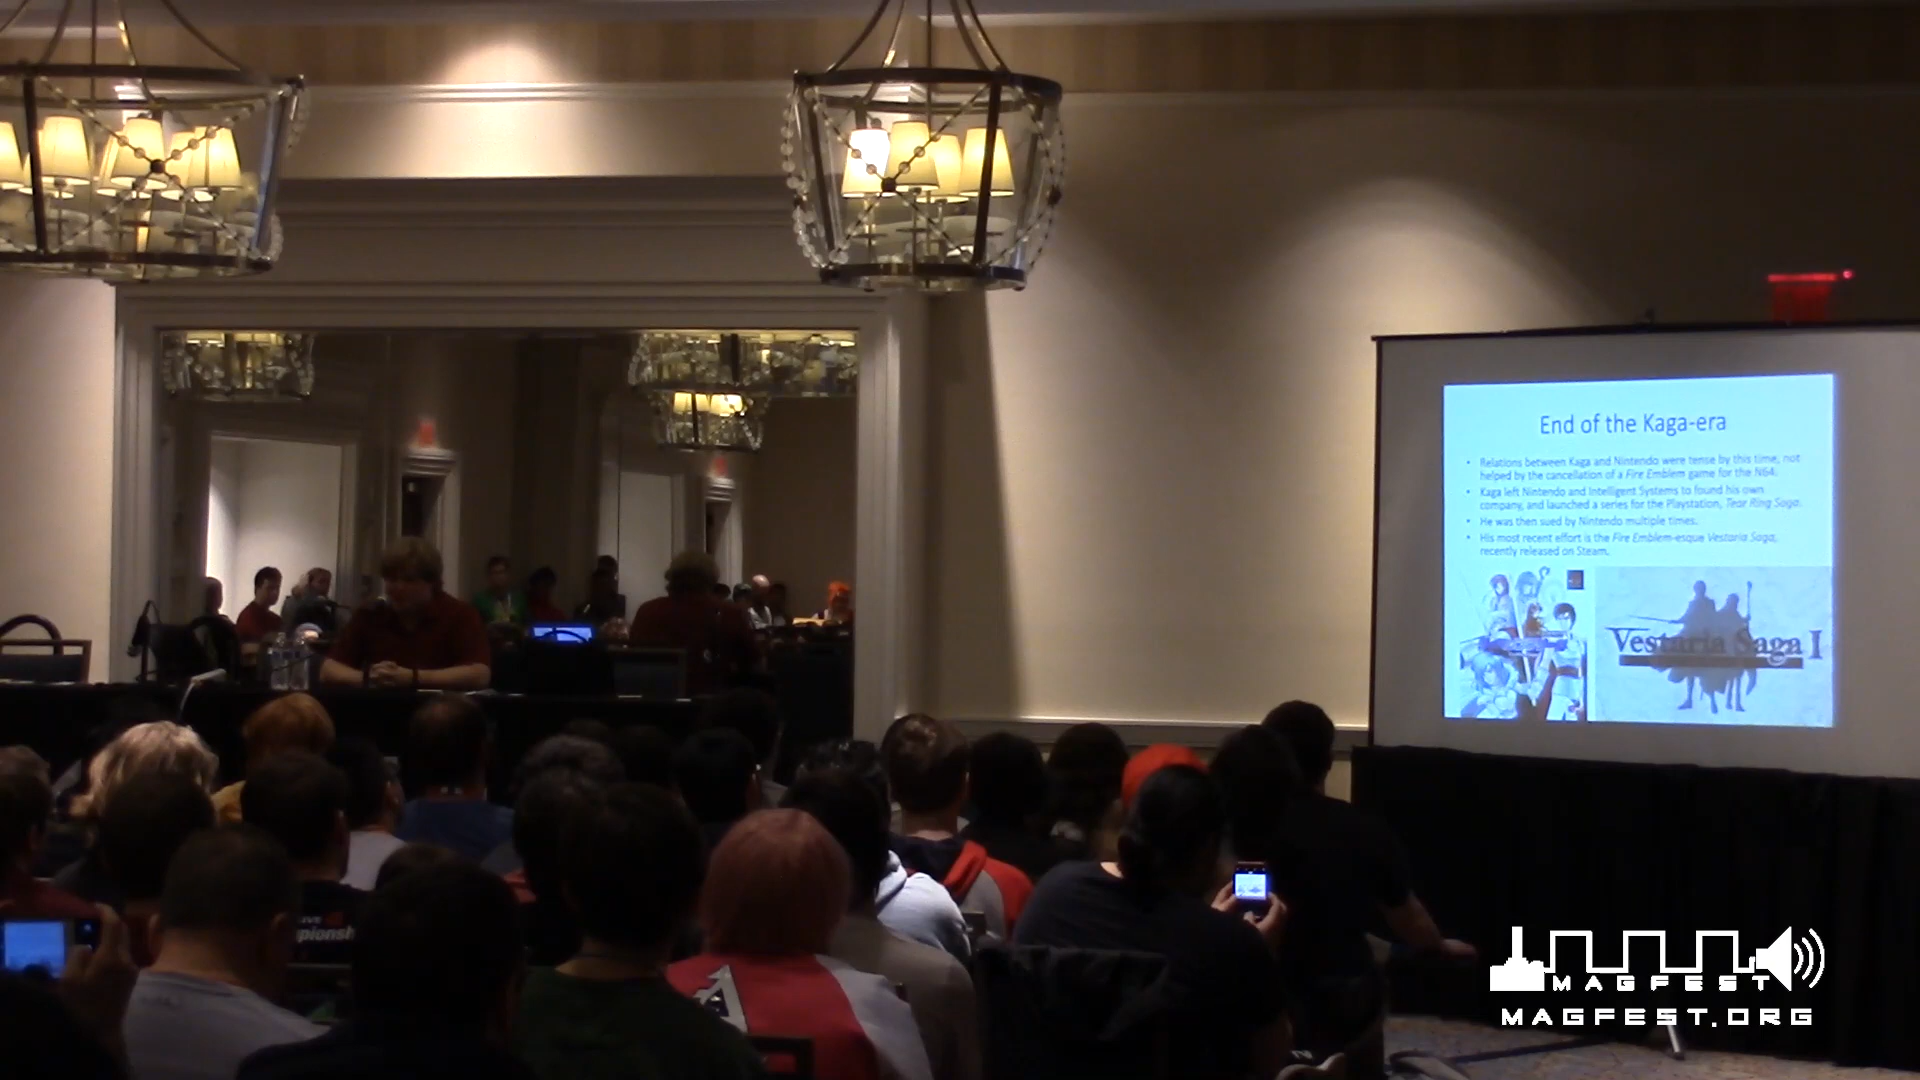 End of the Kaga-era
• Relations between Kaga and Nintendo were tense by this time, not
helped by the cancellation of a Fire Emblem game for the N64.
• Kaga left Nintendo and Intelligent Systems to found his own
company, and launched a series for the Playstation, Tear Ring Saga.
• He was then sued by Nintendo multiple times.
• His most recent effort is the Fire Emblem-esque Vestaria Saga,
recently released on Steam.
Vestaria Saga I
MAGFEST
MAGFEST.ORG